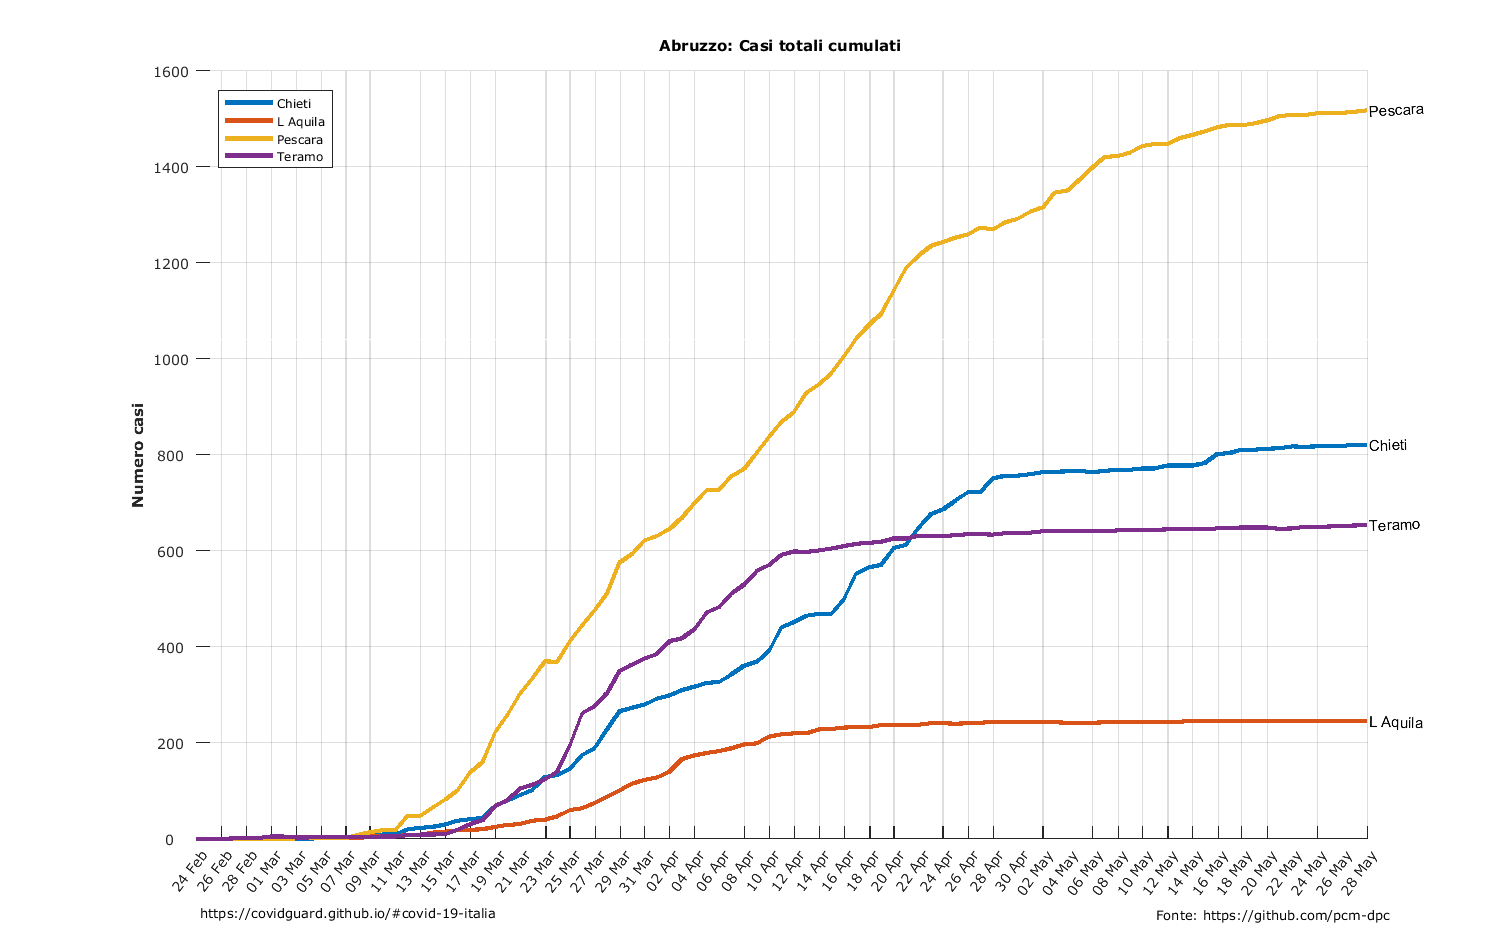 Abruzzo: Casi totali cumulati
1600
1400
1200
1000
800
600
400
200
0
Numero casi
Chieti
L Aquila
Pescara
Teramo
Pescara
Chieti
Teramo
L Aquila
24 Feb
26 Feb
28 Feb
01 Mar
03 Mar
05 Mar
07 Mar
09 Mar
11 Mar
13 Mar
15 Mar
17 Mar
19 Mar
21 Mar
23 Mar
25 Mar
27 Mar
29 Mar
31 Mar
02 Apr
04 Apr
06 Apr
08 Apr
10 Apr
12 Apr
14 Apr
16 Apr
18 Apr
20 Apr
22 Apr
24 Apr
26 Apr
28 Apr
30 Apr
02 May
04 May
06 May
08 May
10 May
12 May
14 May
16 May
18 May
20 May
22 May
24 May
26 May
28 May
https://covidguard.github.io/#covid-19-italia
Fonte: https://github.com/pcm-dpc